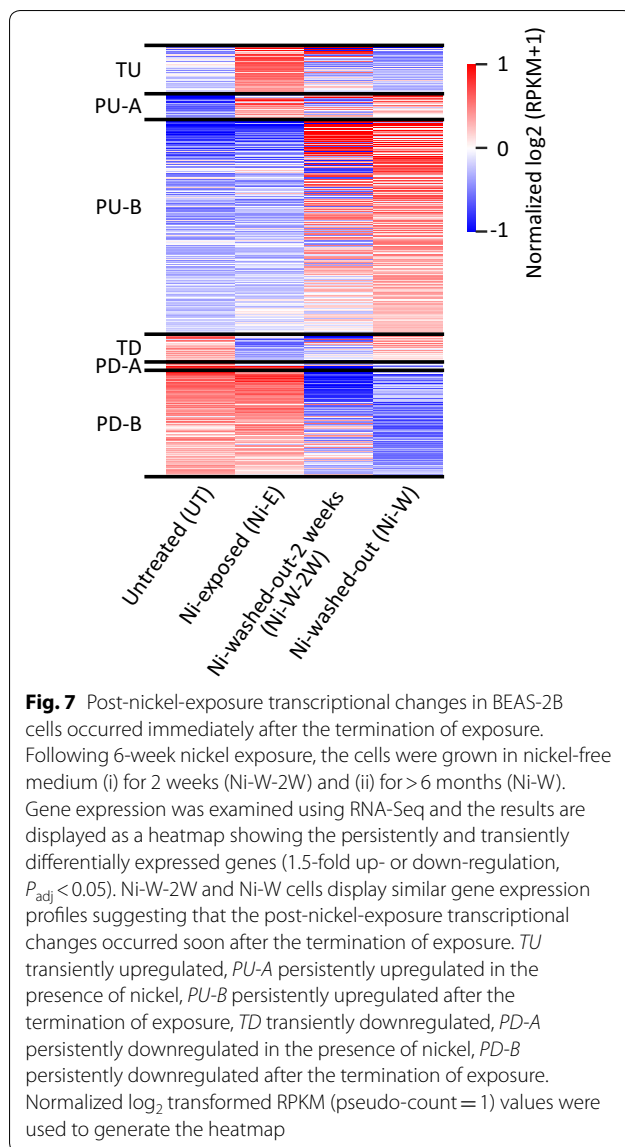 TU
PU-A
PU-B
TD
PD-A
PD-B
1
0
-1
Normalized log2 (RPKM+1)
Untreated (UT)
Ni-exposed (Ni-E)
Ni-washed-out-2 weeks
(Ni-W-2W)
Ni-washed-out (Ni-W)
Fig. 7 Post-nickel-exposure transcriptional changes in BEAS-2B
cells occurred immediately after the termination of exposure.
Following 6-week nickel exposure, the cells were grown in nickel-free
medium (i) for 2 weeks (Ni-W-2W) and (ii) for > 6 months (Ni-W).
Gene expression was examined using RNA-Seq and the results are
displayed as a heatmap showing the persistently and transiently
differentially expressed genes (1.5-fold up- or down-regulation,
Padj < 0.05). Ni-W-2W and Ni-W cells display similar gene expression
profiles suggesting that the post-nickel-exposure transcriptional
changes occurred soon after the termination of exposure. TU
transiently upregulated, PU-A persistently upregulated in the
presence of nickel, PU-B persistently upregulated after the
termination of exposure, TD transiently downregulated, PD-A
persistently downregulated in the presence of nickel, PD-B
persistently downregulated after the termination of exposure.
Normalized log2 transformed RPKM (pseudo-count = 1) values were
used to generate the heatmap